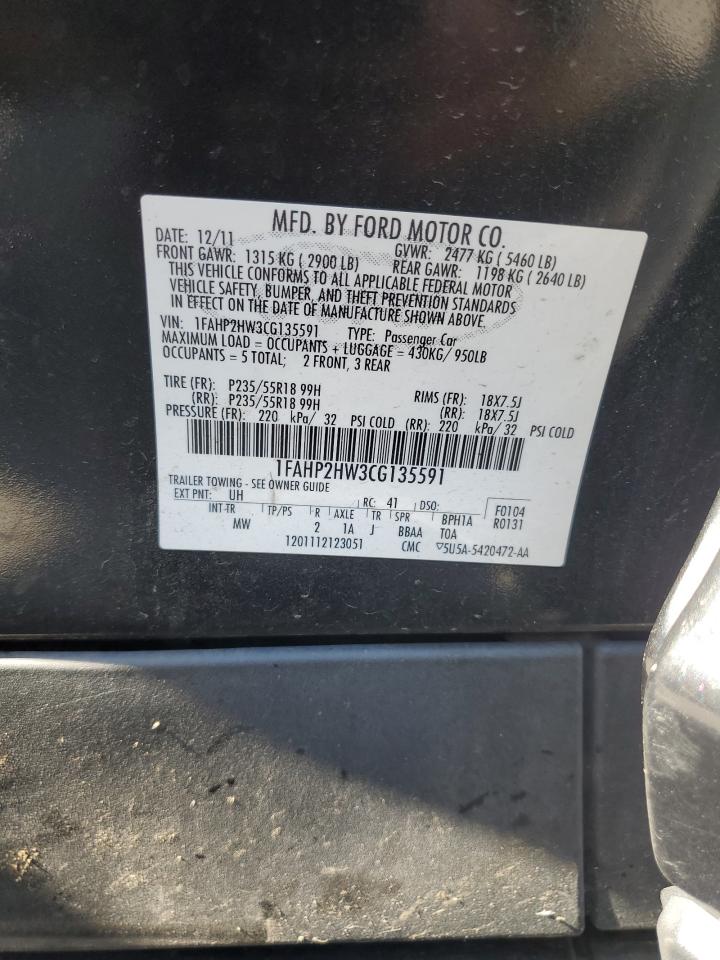 MFD. BY FORD MOTOR CO.
DATE: 12/11 GVWR: 2477 KG ( 5460 LB)
FRONT GAWR: 1315 KG ( 2900 LB) REAR GAWR: 1198 KG ( 2640 LB)
THIS VEHICLE CONFORMS TO ALL APPLICABLE FEDERAL MOTOR
VEHICLE SAFETY, BUMPER, AND THEFT PREVENTION STANDARDS
IN EFFECT ON THE DATE OF MANUFACTURE SHOWN ABOVE.
VIN: 1FAHP2HW3CG135591 TYPE: Passenger Car
MAXIMUM LOAD = OCCUPANTS + LUGGAGE = 430KG/ 950LB
OCCUPANTS = 5 TOTAL; 2 FRONT, 3 REAR
TIRE (FR): P235/55R18 99H RIMS (FR): 18X7.5J
(RR): P235/55R18 99H (RR): 18X7.5J
PRESSURE (FR): 220 kPa/ 32 PSI COLD (RR): 220 kPa/ 32 PSI COLD
1FAHP2HW3CG135591
TRAILER TOWING - SEE OWNER GUIDE
EXT PNT: UH RC: 41 DSO: F0104
INT TR TP/PS R AXLE TR SPR BPH1A R0131
MW 2 1A J BBAA TOA
1201112123051 CMC ▽5U5A-5420472-AA